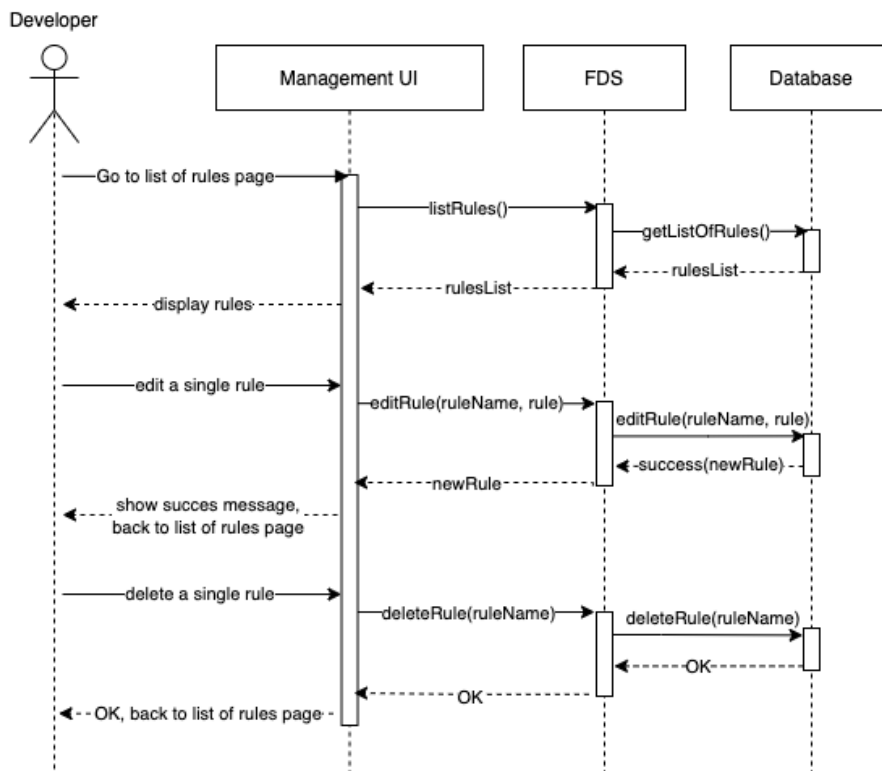 Developer
Management UI
FDS
Database
Go to list of rules page
listRules()
getListOfRules()
rulesList
rulesList
display rules
edit a single rule
editRule(ruleName, rule)
editRule(ruleName, rule)
success(newRule)
newRule
show succes message,
back to list of rules page
delete a single rule
deleteRule(ruleName)
deleteRule(ruleName)
OK
OK
OK, back to list of rules page